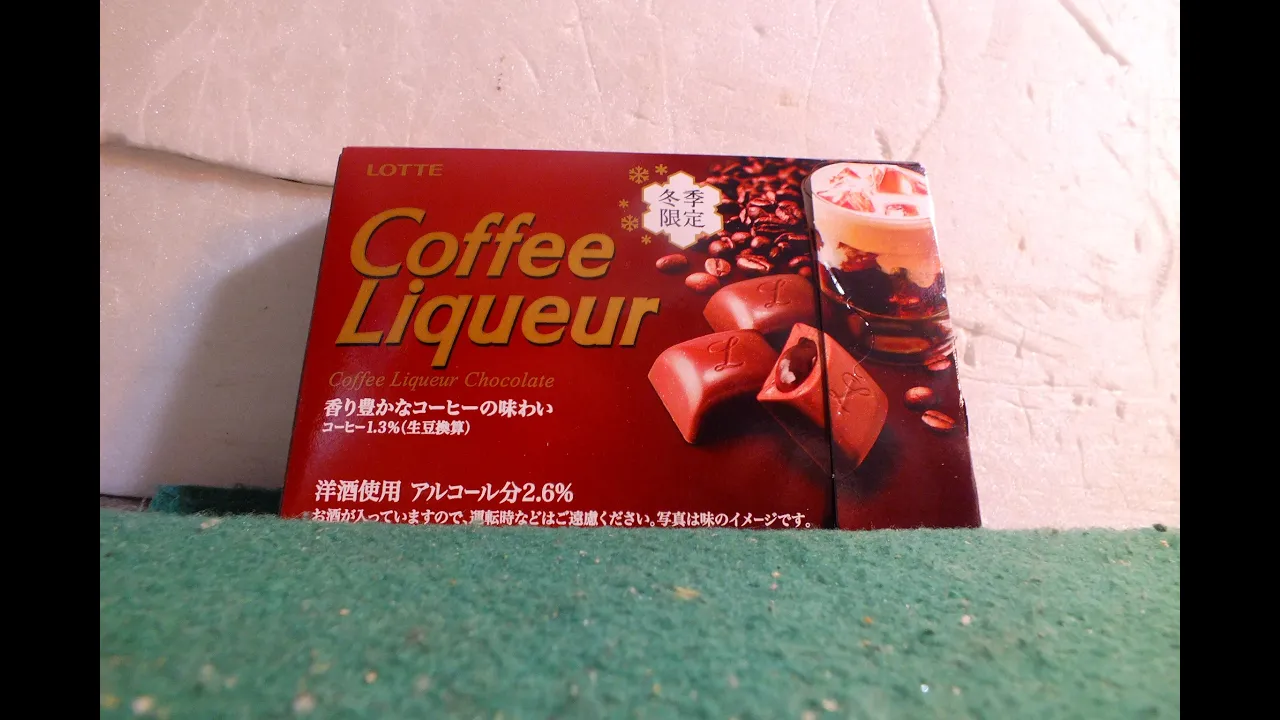 LOTTE
冬季
限定
Coffee
Liqueur
Coffee Liqueur Chocolate
香り豊かなコーヒーの味わい
コーヒー1.3%(生豆換算)
洋酒使用 アルコール分2.6%
お酒が入っていますので、運転時などはご遠慮ください。写真は味のイメージです。
L
L
L